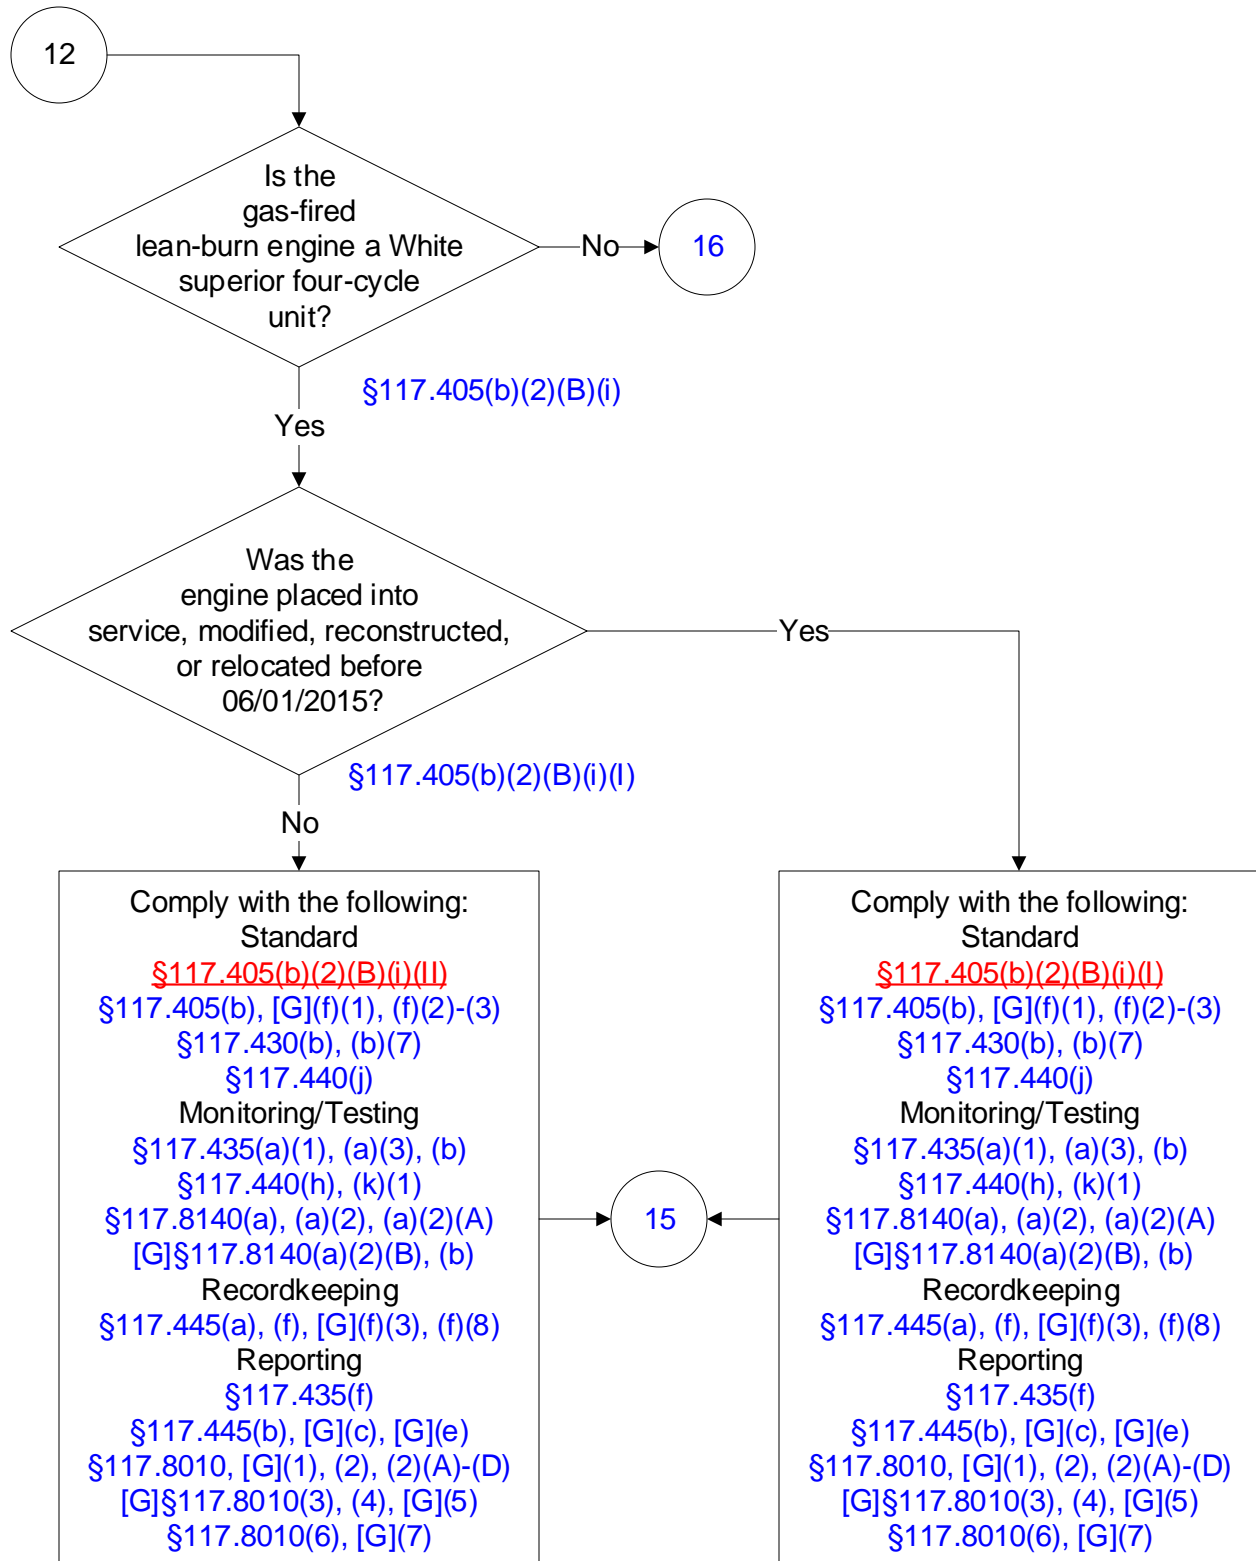 12
Is the
gas-fired
lean-burn engine a White
superior four-cycle
unit?
No
16
§117.405(b)(2)(B)(i)
Yes
Was the
engine placed into
service, modified, reconstructed,
or relocated before
06/01/2015?
Yes
§117.405(b)(2)(B)(i)(I)
No
Comply with the following:
Standard
§117.405(b)(2)(B)(i)(II)
§117.405(b), [G](f)(1), (f)(2)-(3)
§117.430(b), (b)(7)
§117.440(j)
Monitoring/Testing
§117.435(a)(1), (a)(3), (b)
§117.440(h), (k)(1)
§117.8140(a), (a)(2), (a)(2)(A)
[G]§117.8140(a)(2)(B), (b)
Recordkeeping
§117.445(a), (f), [G](f)(3), (f)(8)
Reporting
§117.435(f)
§117.445(b), [G](c), [G](e)
§117.8010, [G](1), (2), (2)(A)-(D)
[G]§117.8010(3), (4), [G](5)
§117.8010(6), [G](7)
15
Comply with the following:
Standard
§117.405(b)(2)(B)(i)(I)
§117.405(b), [G](f)(1), (f)(2)-(3)
§117.430(b), (b)(7)
§117.440(j)
Monitoring/Testing
§117.435(a)(1), (a)(3), (b)
§117.440(h), (k)(1)
§117.8140(a), (a)(2), (a)(2)(A)
[G]§117.8140(a)(2)(B), (b)
Recordkeeping
§117.445(a), (f), [G](f)(3), (f)(8)
Reporting
§117.435(f)
§117.445(b), [G](c), [G](e)
§117.8010, [G](1), (2), (2)(A)-(D)
[G]§117.8010(3), (4), [G](5)
§117.8010(6), [G](7)